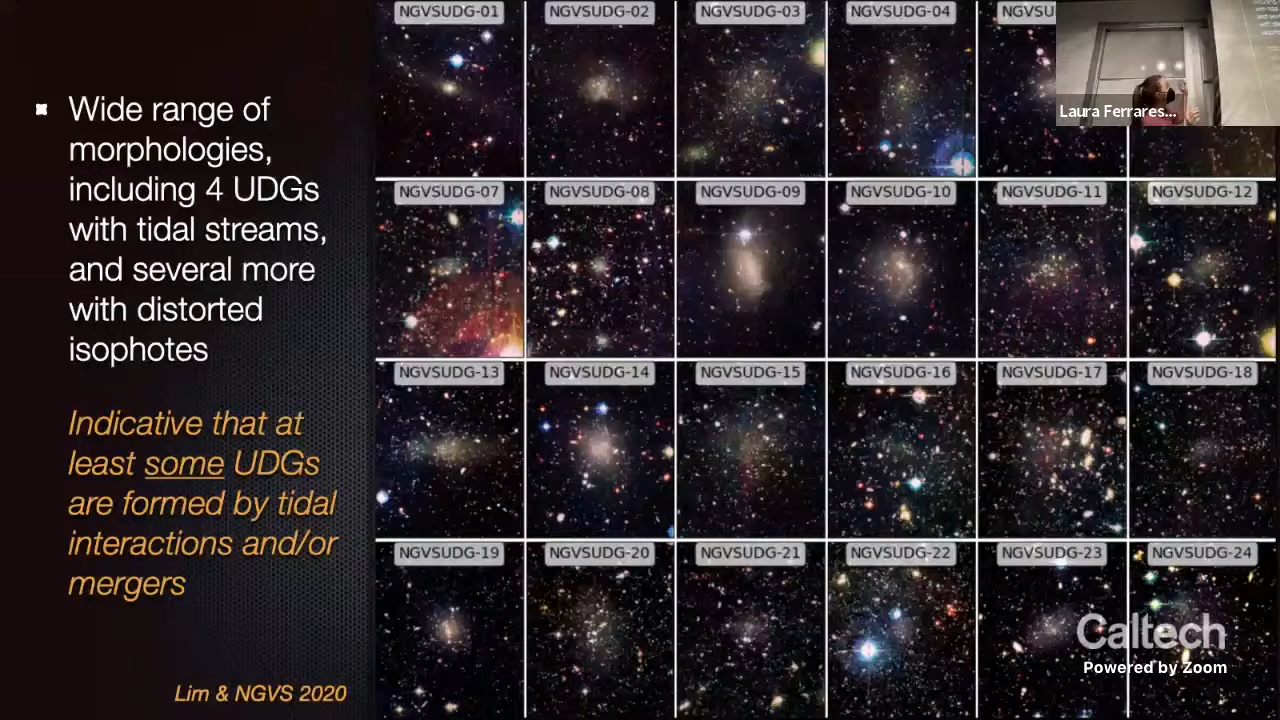 Wide range of
morphologies,
including 4 UDGs
with tidal streams,
and several more
with distorted
isophotes
Indicative that at
least some UDGs
are formed by tidal
interactions and/or
mergers
Lim & NGVS 2020
NGVSUDG-01 NGVSUDG-02 NGVSUDG-03 NGVSUDG-04 NGVSU
Laura Ferrares...
NGVSUDG-07 NGVSUDG-08 NGVSUDG-09 NGVSUDG-10 NGVSUDG-11 NGVSUDG-12
NGVSUDG-13 NGVSUDG-14 NGVSUDG-15 NGVSUDG-16 NGVSUDG-17 NGVSUDG-18
NGVSUDG-19 NGVSUDG-20 NGVSUDG-21 NGVSUDG-22 NGVSUDG-23 NGVSUDG-24
Caltech
Powered by Zoom